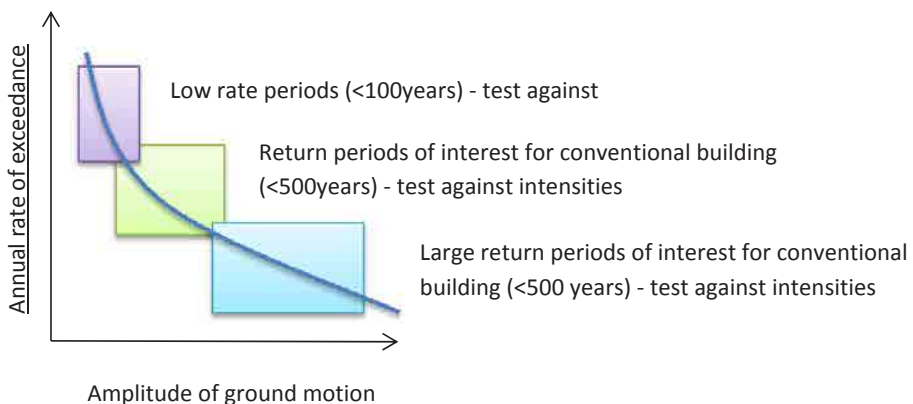 Annual rate of exceedance
Low rate periods (<100years) - test against
Return periods of interest for conventional building
(<500years) - test against intensities
Large return periods of interest for conventional
building (<500 years) - test against intensities
Amplitude of ground motion